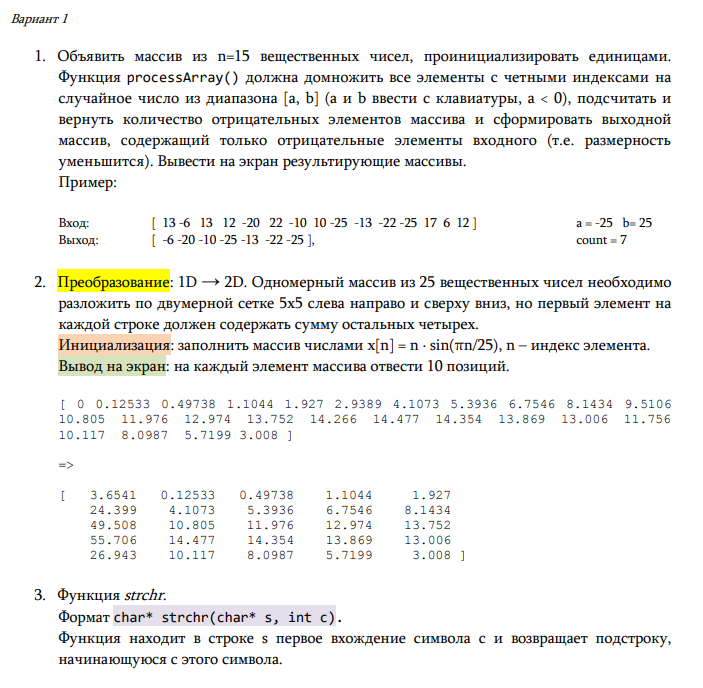 Вариант 1
1. Объявить массив из n=15 вещественных чисел, проинициализировать единицами.
Функция processArray() должна домножить все элементы с четными индексами на
случайное число из диапазона [a, b] (a и b ввести с клавиатуры, a < 0), подсчитать и
вернуть количество отрицательных элементов массива и сформировать выходной
массив, содержащий только отрицательные элементы входного (т.е. размерность
уменьшится). Вывести на экран результирующие массивы.
Пример:
Вход: [ 13 -6 13 12 -20 22 -10 10 -25 -13 -22 -25 17 6 12 ] a = -25 b= 25
Выход: [ -6 -20 -10 -25 -13 -22 -25 ], count = 7
2. Преобразование: 1D → 2D. Одномерный массив из 25 вещественных чисел необходимо
разложить по двумерной сетке 5x5 слева направо и сверху вниз, но первый элемент на
каждой строке должен содержать сумму остальных четырех.
Инициализация: заполнить массив числами x[n] = n · sin(πn/25), n – индекс элемента.
Вывод на экран: на каждый элемент массива отвести 10 позиций.
[ 0 0.12533 0.49738 1.1044 1.927 2.9389 4.1073 5.3936 6.7546 8.1434 9.5106
10.805 11.976 12.974 13.752 14.266 14.477 14.354 13.869 13.006 11.756
10.117 8.0987 5.7199 3.008 ]
=>
[ 3.6541 0.12533 0.49738 1.1044 1.927
24.399 4.1073 5.3936 6.7546 8.1434
49.508 10.805 11.976 12.974 13.752
55.706 14.477 14.354 13.869 13.006
26.943 10.117 8.0987 5.7199 3.008 ]
3. Функция strchr.
Формат char* strchr(char* s, int c).
Функция находит в строке s первое вхождение символа c и возвращает подстроку,
начинающуюся с этого символа.